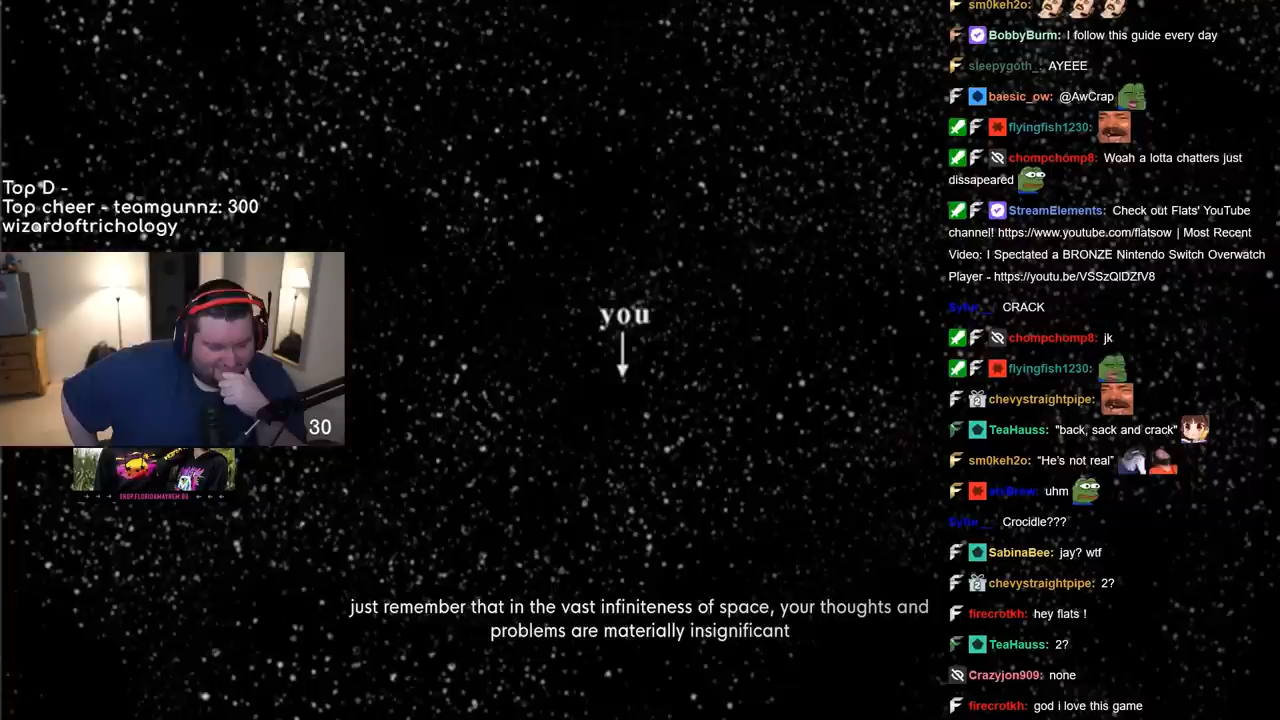 sm0keh2o:
BobbyBurm: I follow this guide every day
sleepygoth_: AYEEE
baesic_ow: @AwCrap
flyingfish1230:
chompchomp8: Woah a lotta chatters just
dissapeared
StreamElements: Check out Flats' YouTube
channel! https://www.youtube.com/flatsow | Most Recent
Video: I Spectated a BRONZE Nintendo Switch Overwatch
Player - https://youtu.be/VSSzQlDZfV8
CRACK
chompchomp8: jk
flyingfish1230:
chevystraightpipe:
TeaHauss: "back, sack and crack"
sm0keh2o: “He's not real”
uhm
Crocidle???
SabinaBee: jay? wtf
chevystraightpipe: 2?
firecrotkh: hey flats !
TeaHauss: 2?
Crazyjon909: none
firecrotkh: god i love this game
Top D -
Top cheer - teamgunnz: 300
wizardoftrichology
30
SHOP.FLORIDAMAYHEM.GG
you
just remember that in the vast infiniteness of space, your thoughts and
problems are materially insignificant